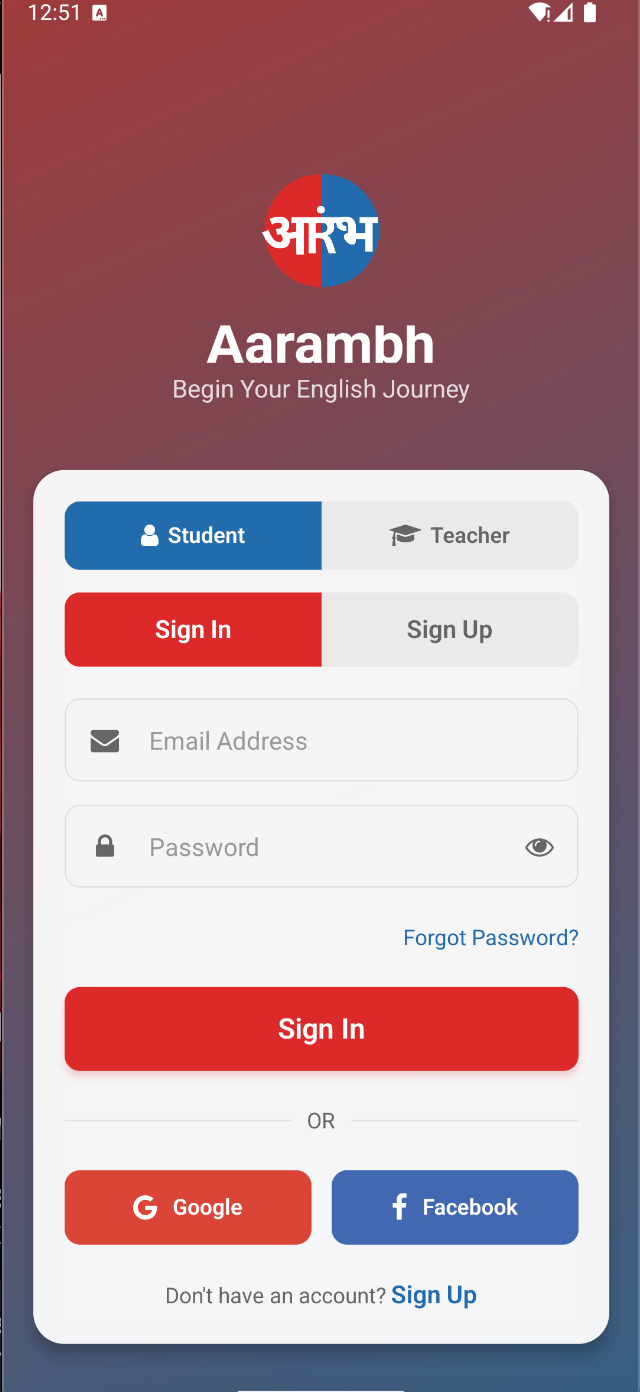 12:51
आरंभ
Aarambh
Begin Your English Journey
Student Teacher
Sign In Sign Up
Email Address
Password
Forgot Password?
Sign In
OR
Google Facebook
Don't have an account? Sign Up